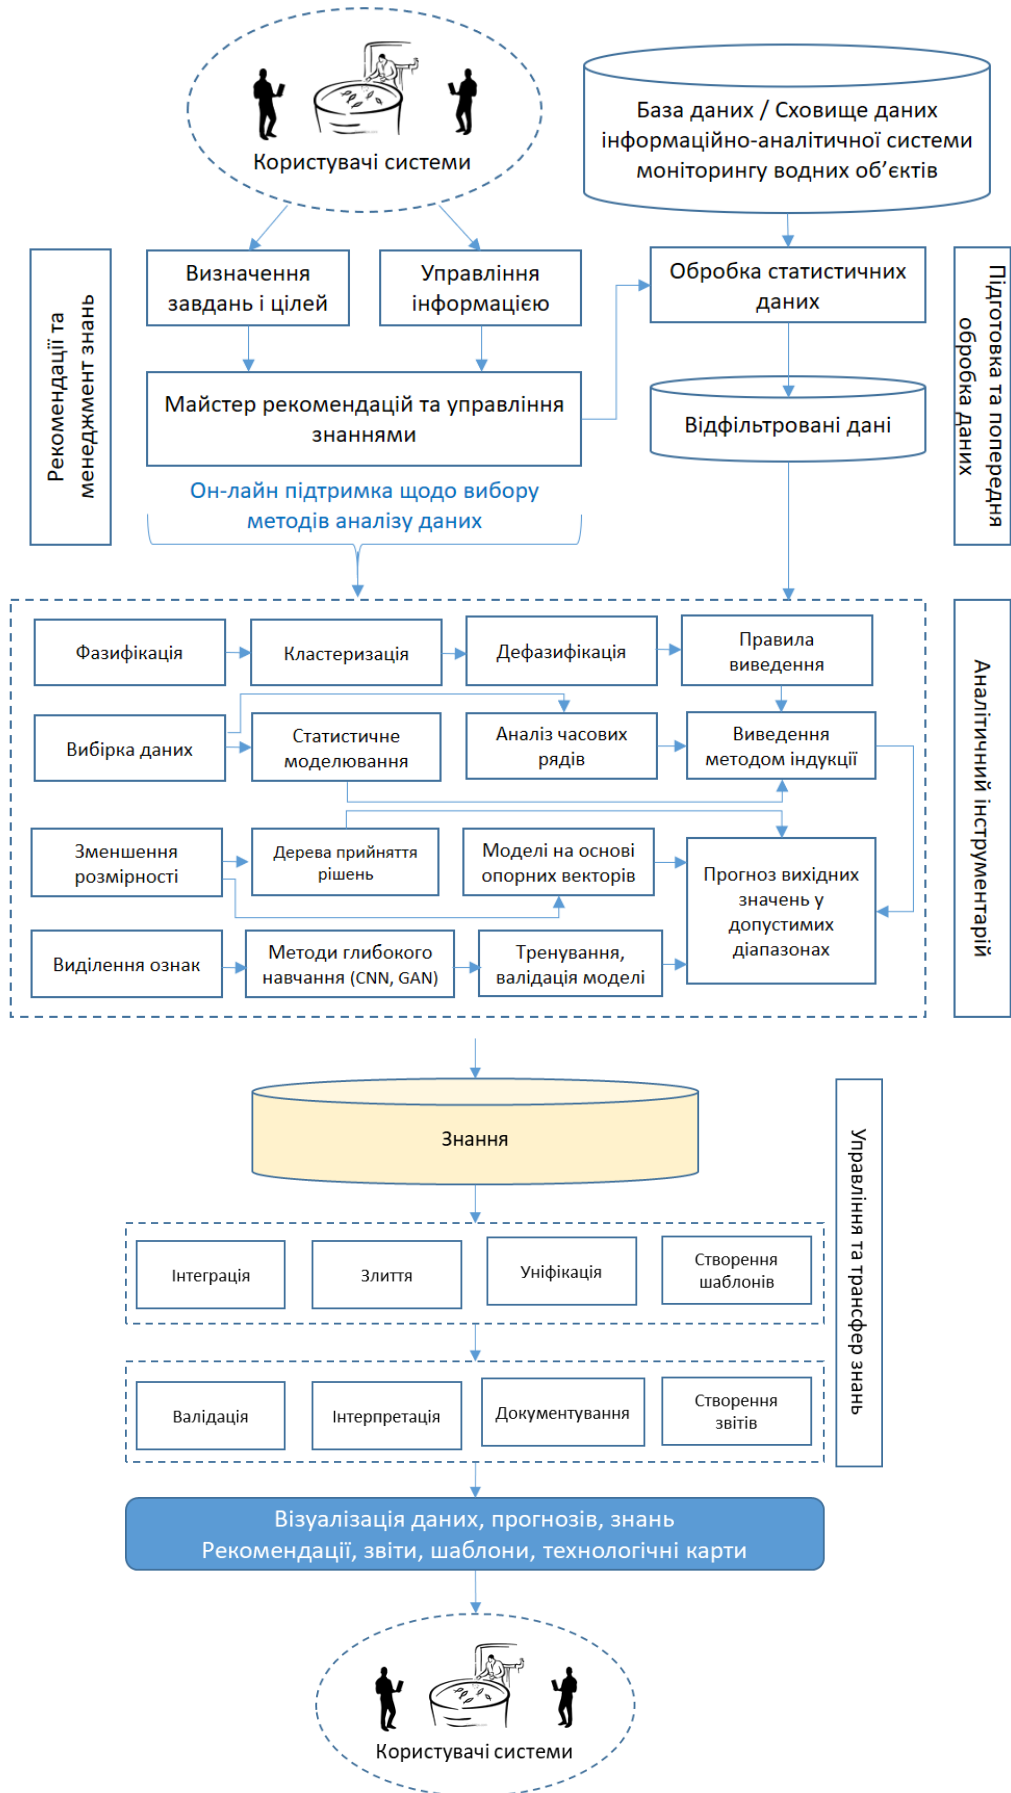 Користувачі системи
База даних / Сховище даних
інформаційно-аналітичної системи
моніторингу водних об’єктів
Рекомендації та
менеджмент знань
Визначення
завдань і цілей
Управління
інформацією
Обробка статистичних
даних
Підготовка та попередня
обробка даних
Майстер рекомендацій та управління
знаннями
Відфільтровані дані
Он-лайн підтримка щодо вибору
методів аналізу даних
Фазифікація
Кластеризація
Дефазифікація
Правила
виведення
Аналітичний інструментарій
Вибірка даних
Статистичне
моделювання
Аналіз часових
рядів
Виведення
методом індукції
Зменшення
розмірності
Дерева прийняття
рішень
Моделі на основі
опорних векторів
Прогноз вихідних
значень у
допустимих
діапазонах
Виділення ознак
Методи глибокого
навчання (CNN, GAN)
Тренування,
валідація моделі
Знання
Управління та трансфер знань
Інтеграція
Злиття
Уніфікація
Створення
шаблонів
Валідація
Інтерпретація
Документування
Створення
звітів
Візуалізація даних, прогнозів, знань
Рекомендації, звіти, шаблони, технологічні карти
Користувачі системи